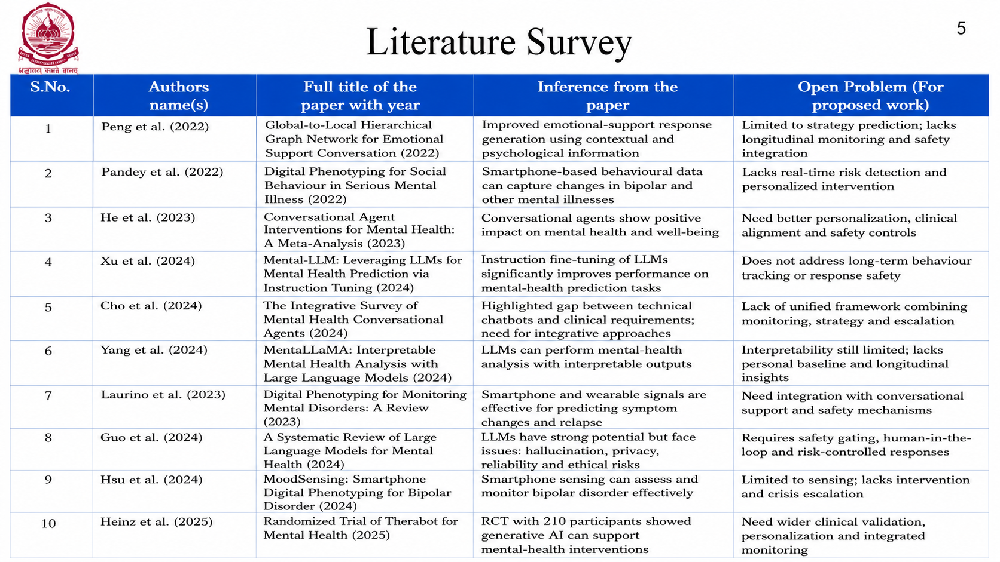 5
Literature Survey
श्रद्धावान् लभते ज्ञानम्
S.No.
Authors
name(s)
Full title of the
paper with year
Inference from the
paper
Open Problem (For
proposed work)
1
Peng et al. (2022)
Global-to-Local Hierarchical
Graph Network for Emotional
Support Conversation (2022)
Improved emotional-support response
generation using contextual and
psychological information
Limited to strategy prediction; lacks
longitudinal monitoring and safety
integration
2
Pandey et al. (2022)
Digital Phenotyping for Social
Behaviour in Serious Mental
Illness (2022)
Smartphone-based behavioural data
can capture changes in bipolar and
other mental illnesses
Lacks real-time risk detection and
personalized intervention
3
He et al. (2023)
Conversational Agent
Interventions for Mental Health:
A Meta-Analysis (2023)
Conversational agents show positive
impact on mental health and well-being
Need better personalization, clinical
alignment and safety controls
4
Xu et al. (2024)
Mental-LLM: Leveraging LLMs for
Mental Health Prediction via
Instruction Tuning (2024)
Instruction fine-tuning of LLMs
significantly improves performance on
mental-health prediction tasks
Does not address long-term behaviour
tracking or response safety
5
Cho et al. (2024)
The Integrative Survey of
Mental Health Conversational
Agents (2024)
Highlighted gap between technical
chatbots and clinical requirements;
need for integrative approaches
Lack of unified framework combining
monitoring, strategy and escalation
6
Yang et al. (2024)
MentaLLaMA: Interpretable
Mental Health Analysis with
Large Language Models (2024)
LLMs can perform mental-health
analysis with interpretable outputs
Interpretability still limited; lacks
personal baseline and longitudinal
insights
7
Laurino et al. (2023)
Digital Phenotyping for Monitoring
Mental Disorders: A Review
(2023)
Smartphone and wearable signals are
effective for predicting symptom
changes and relapse
Need integration with conversational
support and safety mechanisms
8
Guo et al. (2024)
A Systematic Review of Large
Language Models for Mental
Health (2024)
LLMs have strong potential but face
issues: hallucination, privacy,
reliability and ethical risks
Requires safety gating, human-in-the-
loop and risk-controlled responses
9
Hsu et al. (2024)
MoodSensing: Smartphone
Digital Phenotyping for Bipolar
Disorder (2024)
Smartphone sensing can assess and
monitor bipolar disorder effectively
Limited to sensing; lacks intervention
and crisis escalation
10
Heinz et al. (2025)
Randomized Trial of Therabot for
Mental Health (2025)
RCT with 210 participants showed
generative AI can support
mental-health interventions
Need wider clinical validation,
personalization and integrated
monitoring